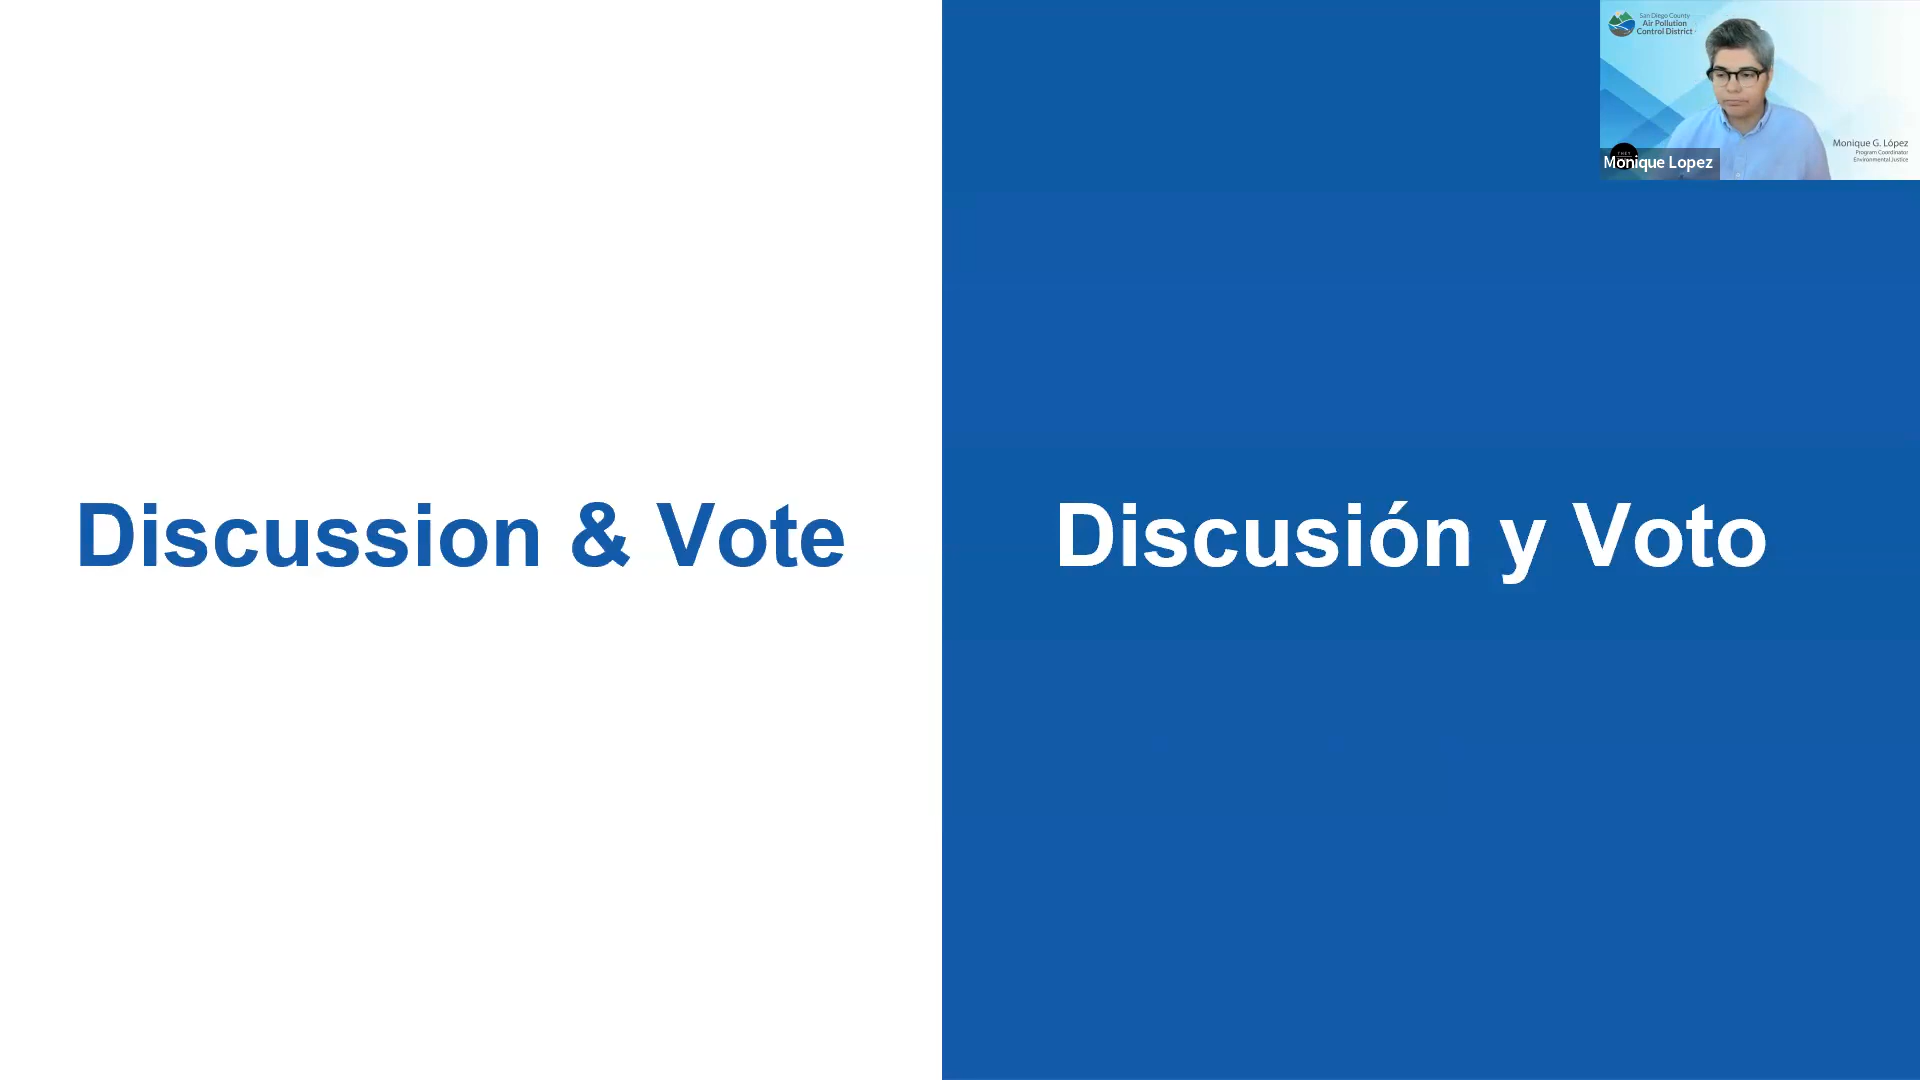 Discussion & Vote
Discusión y Voto
San Diego County
Air Pollution
Control District
Monique G. López
Program Coordinator
Environmental Justice
Monique Lopez